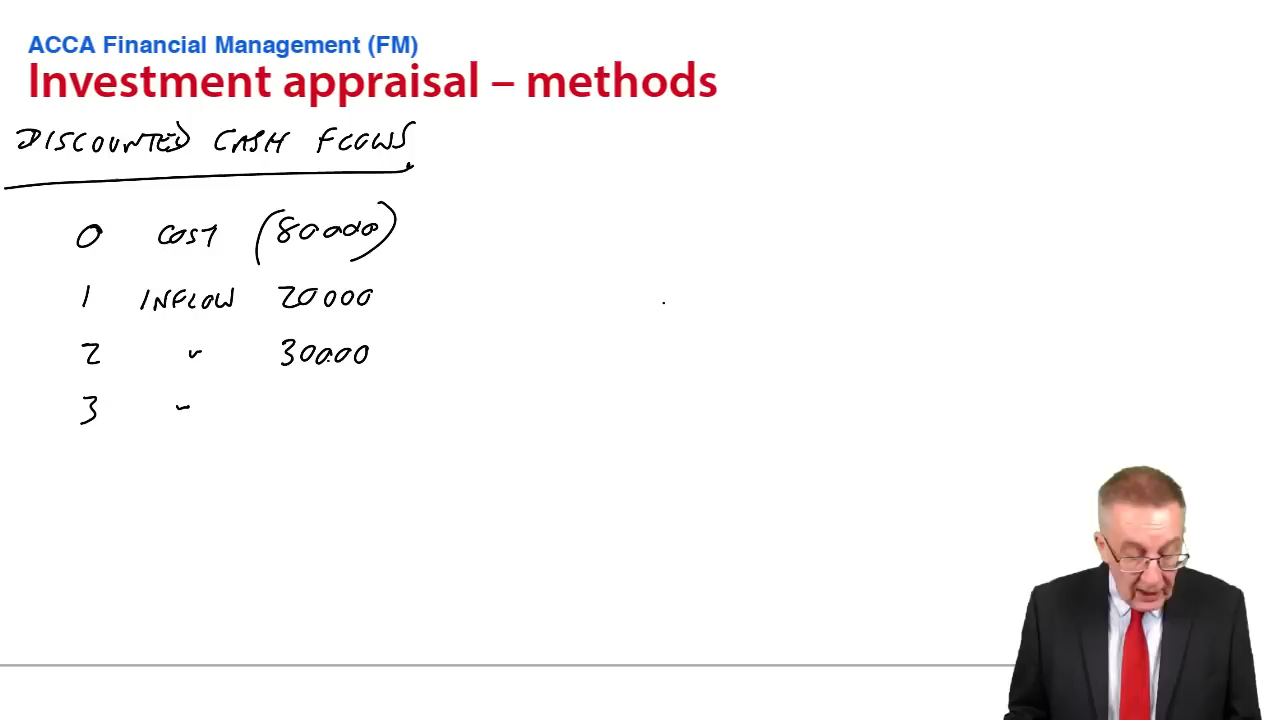 ACCA Financial Management (FM)
Investment appraisal – methods
DISCOUNTED CASH FLOWS
0 COST (80000)
1 INFLOW 20000
2 " 30000
3 "